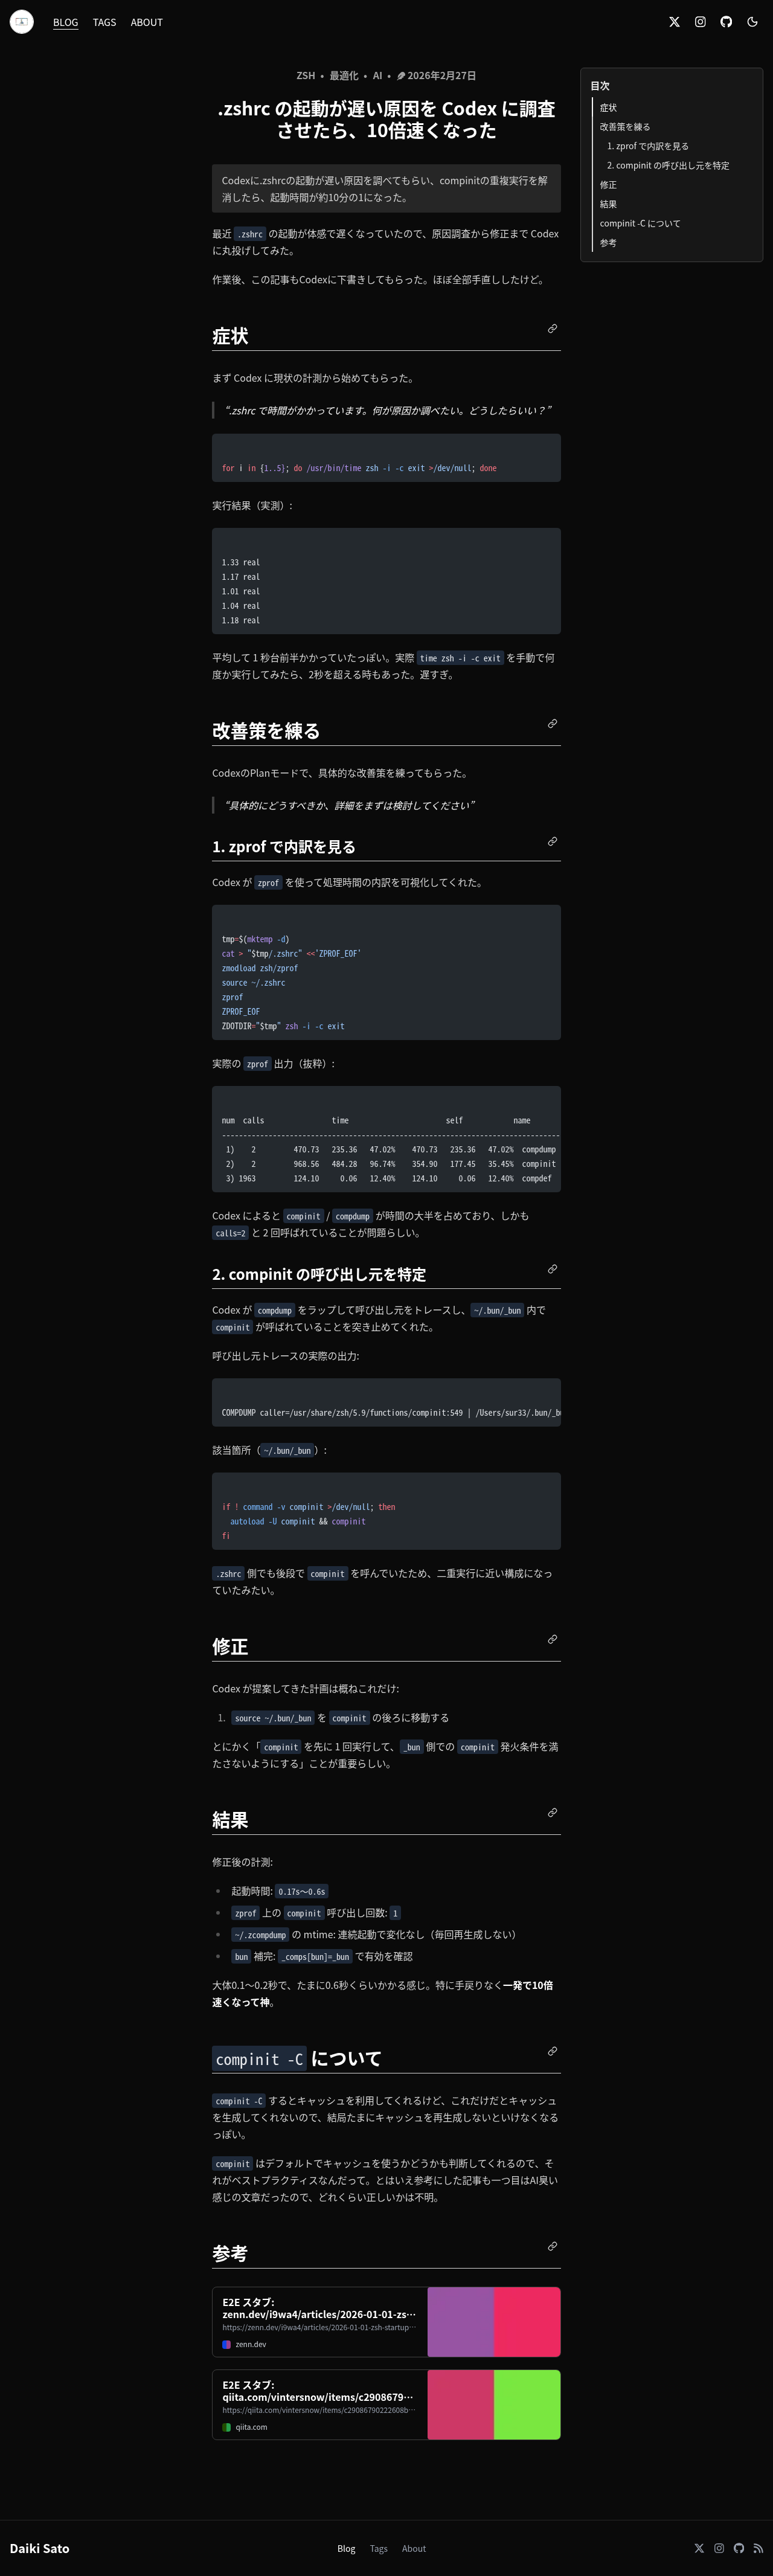 BLOG TAGS ABOUT
ZSH • 最適化 • AI • 2026年2月27日
.zshrc の起動が遅い原因を Codex に調査
させたら、10倍速くなった
Codexに.zshrcの起動が遅い原因を調べてもらい、compinitの重複実行を解
消したら、起動時間が約10分の1になった。
最近 .zshrc の起動が体感で遅くなっていたので、原因調査から修正まで Codex
に丸投げしてみた。
作業後、この記事もCodexに下書きしてもらった。ほぼ全部手直ししたけど。
目次
症状
改善策を練る
1. zprof で内訳を見る
2. compinit の呼び出し元を特定
修正
結果
compinit -C について
参考
症状
まず Codex に現状の計測から始めてもらった。
“.zshrc で時間がかかっています。何が原因か調べたい。どうしたらいい？”
for i in {1..5}; do /usr/bin/time zsh -i -c exit >/dev/null; done
実行結果（実測）:
1.33 real
1.17 real
1.01 real
1.04 real
1.18 real
平均して 1 秒台前半かかっていたっぽい。実際 time zsh -i -c exit を手動で何
度か実行してみたら、2秒を超える時もあった。遅すぎ。
改善策を練る
CodexのPlanモードで、具体的な改善策を練ってもらった。
“具体的にどうすべきか、詳細をまずは検討してください”
1. zprof で内訳を見る
Codex が zprof を使って処理時間の内訳を可視化してくれた。
tmp=$(mktemp -d)
cat > "$tmp/.zshrc" <<'ZPROF_EOF'
zmodload zsh/zprof
source ~/.zshrc
zprof
ZPROF_EOF
ZDOTDIR="$tmp" zsh -i -c exit
実際の zprof 出力（抜粋）:
num calls time self name
--------------------------------------------------------------------------------
1) 2 470.73 235.36 47.02% 470.73 235.36 47.02% compdump
2) 2 968.56 484.28 96.74% 354.90 177.45 35.45% compinit
3) 1963 124.10 0.06 12.40% 124.10 0.06 12.40% compdef
Codex によると compinit / compdump が時間の大半を占めており、しかも
calls=2 と 2 回呼ばれていることが問題らしい。
2. compinit の呼び出し元を特定
Codex が compdump をラップして呼び出し元をトレースし、~/.bun/_bun 内で
compinit が呼ばれていることを突き止めてくれた。
呼び出し元トレースの実際の出力:
COMPDUMP caller=/usr/share/zsh/5.9/functions/compinit:549 | /Users/sur33/.bun/_bu
該当箇所（~/.bun/_bun）:
if ! command -v compinit >/dev/null; then
autoload -U compinit && compinit
fi
.zshrc 側でも後段で compinit を呼んでいたため、二重実行に近い構成になっ
ていたみたい。
修正
Codex が提案してきた計画は概ねこれだけ:
1. source ~/.bun/_bun を compinit の後ろに移動する
とにかく「compinit を先に 1 回実行して、_bun 側での compinit 発火条件を満
たさないようにする」ことが重要らしい。
結果
修正後の計測:
• 起動時間: 0.17s〜0.6s
• zprof 上の compinit 呼び出し回数: 1
• ~/.zcompdump の mtime: 連続起動で変化なし（毎回再生成しない）
• bun 補完: _comps[bun]=_bun で有効を確認
大体0.1〜0.2秒で、たまに0.6秒くらいかかる感じ。特に手戻りなく一発で10倍
速くなって神。
compinit -C について
compinit -C するとキャッシュを利用してくれるけど、これだけだとキャッシュ
を生成してくれないので、結局たまにキャッシュを再生成しないといけなくなる
っぽい。
compinit はデフォルトでキャッシュを使うかどうかも判断してくれるので、そ
れがベストプラクティスなんだって。とはいえ参考にした記事も一つ目はAI臭い
感じの文章だったので、どれくらい正しいかは不明。
参考
E2E スタブ:
zenn.dev/i9wa4/articles/2026-01-01-zs…
https://zenn.dev/i9wa4/articles/2026-01-01-zsh-startup…
zenn.dev
E2E スタブ:
qiita.com/vintersnow/items/c2908679…
https://qiita.com/vintersnow/items/c29086790222608b…
qiita.com
Daiki Sato
Blog Tags About